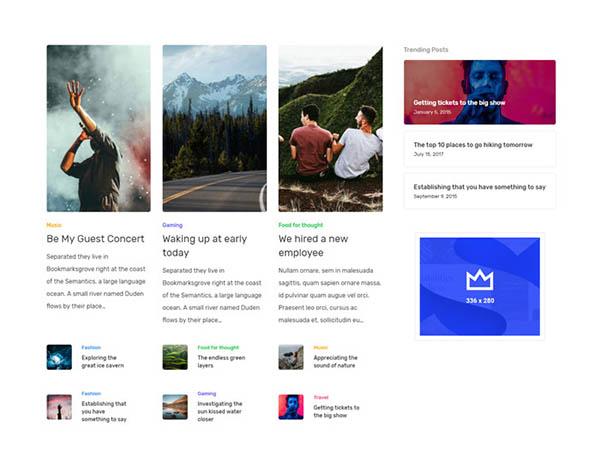 Trending Posts
Getting tickets to the big show
January 5, 2015
The top 10 places to go hiking tomorrow
July 15, 2017
Establishing that you have something to say
September 9, 2015
336 x 280
Music
Be My Guest Concert
Separated they live in
Bookmarksgrove right at the coast
of the Semantics, a large language
ocean. A small river named Duden
flows by their place...
Gaming
Waking up at early
today
Separated they live in
Bookmarksgrove right at the coast
of the Semantics, a large language
ocean. A small river named Duden
flows by their place...
Food for thought
We hired a new
employee
Nullam ornare, sem in malesuada
sagittis, quam sapien ornare massa,
id pulvinar quam augue vel orci.
Praesent leo orci, cursus ac
malesuada et, sollicitudin eu...
Fashion
Exploring the
great ice cavern
Food for thought
The endless green
layers
Music
Appreciating the
sound of nature
Fashion
Establishing that
you have
something to say
Gaming
Investigating the
sun kissed water
closer
Travel
Getting tickets to
the big show